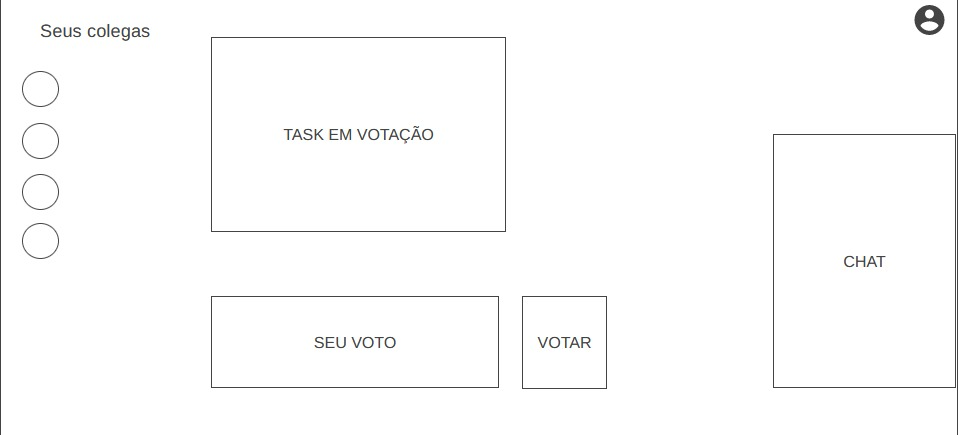 Seus colegas
TASK EM VOTAÇÃO
CHAT
SEU VOTO
VOTAR